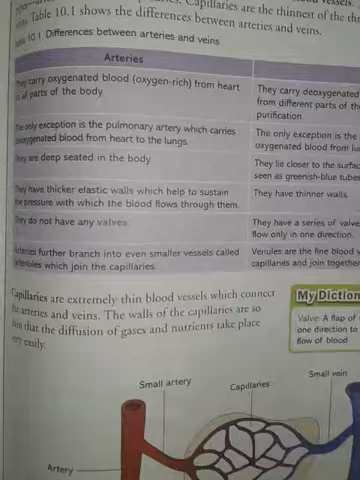 Capillaries are the thinnest of the
Table 10.1 shows the differences between arteries and veins.
10.1 Differences between arteries and veins
Arteries
They carry oxygenated blood (oxygen-rich) from heart
all parts of the body.
They carry deoxygenated
from different parts of
purification.
The only exception is the pulmonary artery which carries
deoxygenated blood from heart to the lungs.
The only exception is the
oxygenated blood from
They are deep seated in the body.
They lie closer to the
seen as greenish-blue
They have thicker elastic walls which help to sustain
the pressure with which the blood flows through them.
They have thinner walls.
They do not have any valves.
They have a series of
flow only in one direction.
Arteries further branch into even smaller vessels called
arterioles which join the capillaries.
Venules are the fine blood
capillaries and join together
Capillaries are extremely thin blood vessels which connect
the arteries and veins. The walls of the capillaries are so
thin that the diffusion of gases and nutrients take place
very easily.
My
Valve: A flap of
one direction to
flow of blood
Small artery
Capillaries
Small vein
Artery